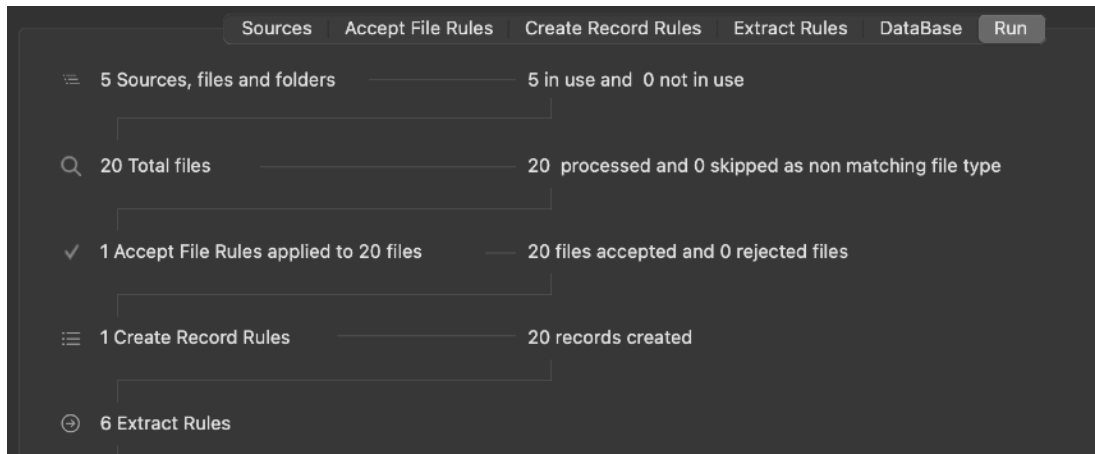 Sources Accept File Rules Create Record Rules Extract Rules DataBase Run
5 Sources, files and folders 5 in use and 0 not in use
20 Total files 20 processed and 0 skipped as non matching file type
1 Accept File Rules applied to 20 files 20 files accepted and 0 rejected files
1 Create Record Rules 20 records created
6 Extract Rules